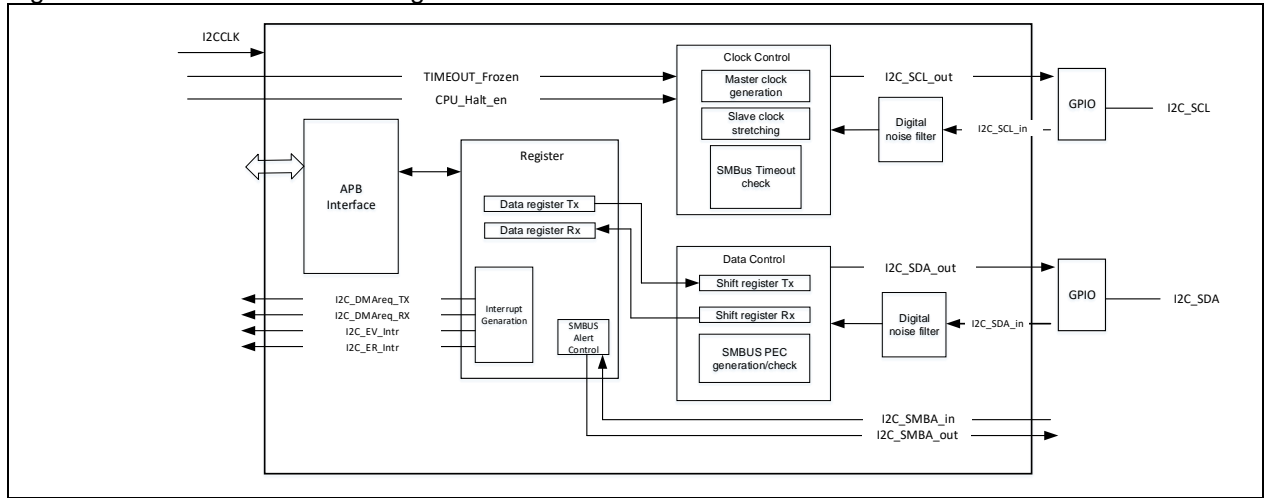 I2CCLK
TIMEOUT_Frozen
CPU_Halt_en
APB
Interface
Register
Data register Tx
Data register Rx
Interrupt
Genaration
SMBUS
Alert
Control
I2C_DMAreq_TX
I2C_DMAreq_RX
I2C_EV_Intr
I2C_ER_Intr
Clock Control
Master clock
generation
Slave clock
stretching
SMBus Timeout
check
I2C_SCL_out
Digital
noise filter
I2C_SCL_in
GPIO
I2C_SCL
Data Control
Shift register Tx
Shift register Rx
SMBUS PEC
generation/check
I2C_SDA_out
Digital
noise filter
I2C_SDA_in
GPIO
I2C_SDA
I2C_SMBA_in
I2C_SMBA_out